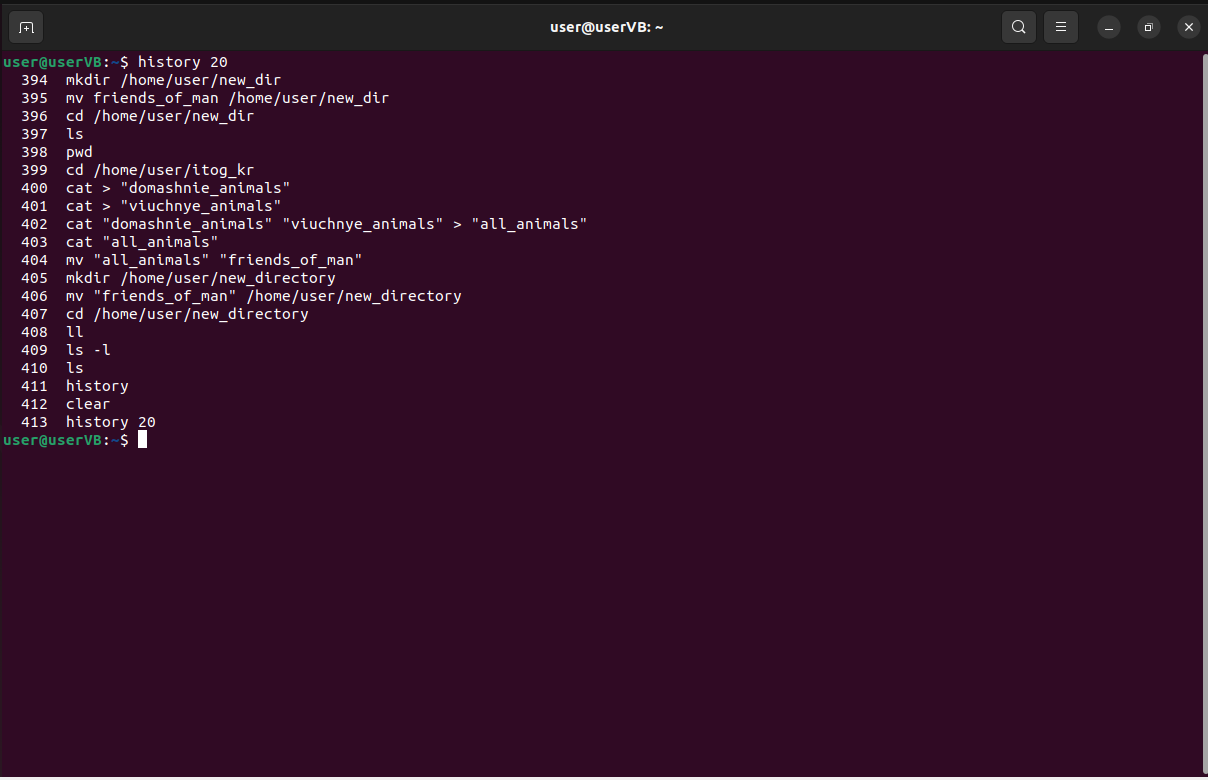 user@userVB: ~
user@userVB:~$ history 20
  394  mkdir /home/user/new_dir
  395  mv friends_of_man /home/user/new_dir
  396  cd /home/user/new_dir
  397  ls
  398  pwd
  399  cd /home/user/itog_kr
  400  cat > "domashnie_animals"
  401  cat > "viuchnye_animals"
  402  cat "domashnie_animals" "viuchnye_animals" > "all_animals"
  403  cat "all_animals"
  404  mv "all_animals" "friends_of_man"
  405  mkdir /home/user/new_directory
  406  mv "friends_of_man" /home/user/new_directory
  407  cd /home/user/new_directory
  408  ll
  409  ls -l
  410  ls
  411  history
  412  clear
  413  history 20
user@userVB:~$